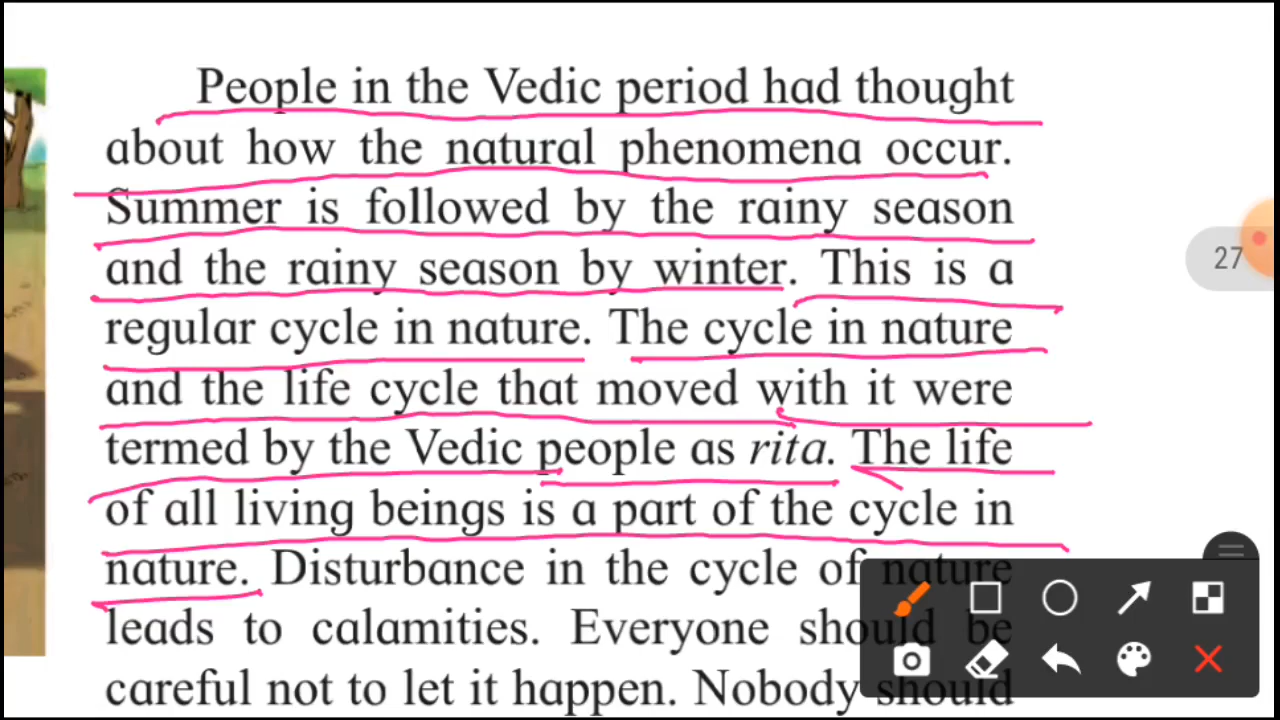 People in the Vedic period had thought
about how the natural phenomena occur.
Summer is followed by the rainy season
and the rainy season by winter. This is a
27
regular cycle in nature. The cycle in nature
and the life cycle that moved with it were
termed by the Vedic people as rita. The life
of all living beings is a part of the cycle in
nature. Disturbance in the cycle of nature
leads to calamities. Everyone should be
careful not to let it happen. Nobody should